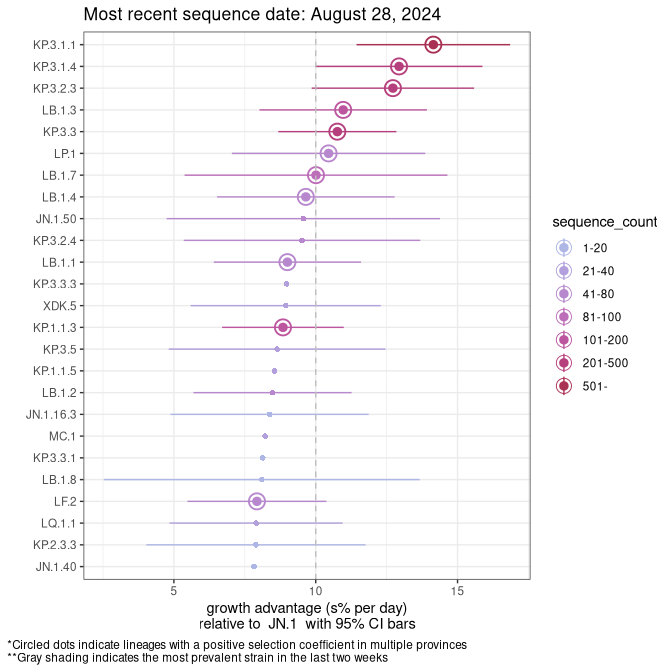 Most recent sequence date: August 28, 2024
KP.3.1.1
KP.3.1.4
KP.3.2.3
LB.1.3
KP.3.3
LP.1
LB.1.7
LB.1.4
JN.1.50
KP.3.2.4
LB.1.1
KP.3.3.3
XDK.5
KP.1.1.3
KP.3.5
KP.1.1.5
LB.1.2
JN.1.16.3
MC.1
KP.3.3.1
LB.1.8
LF.2
LQ.1.1
KP.2.3.3
JN.1.40
5 10 15
growth advantage (s% per day)
relative to JN.1 with 95% CI bars
sequence_count
1-20
21-40
41-80
81-100
101-200
201-500
501-
*Circled dots indicate lineages with a positive selection coefficient in multiple provinces
**Gray shading indicates the most prevalent strain in the last two weeks